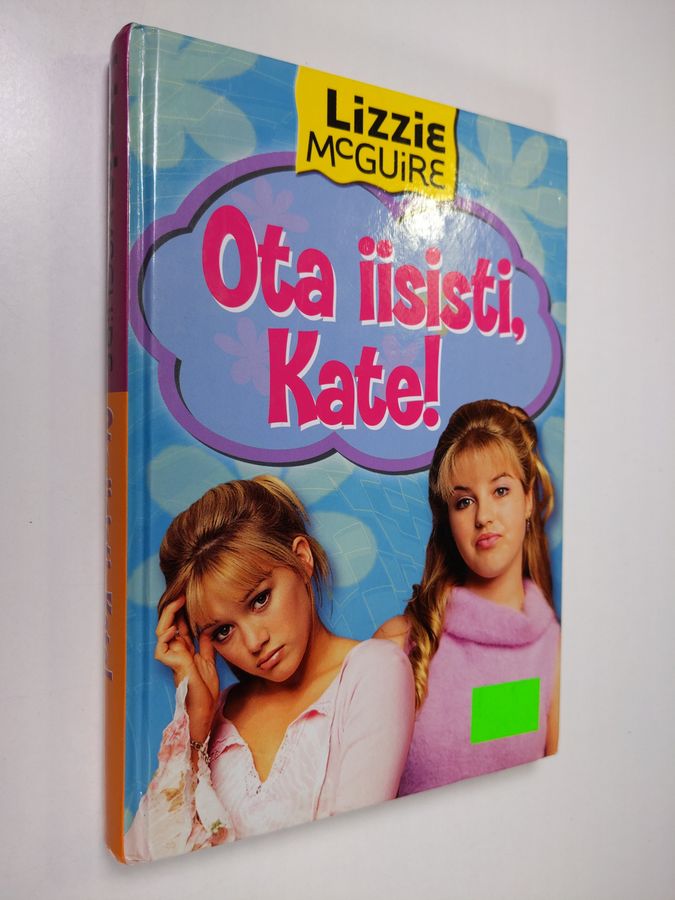 Lizzie
McGUiRE
Ota iisisti,
Kate!